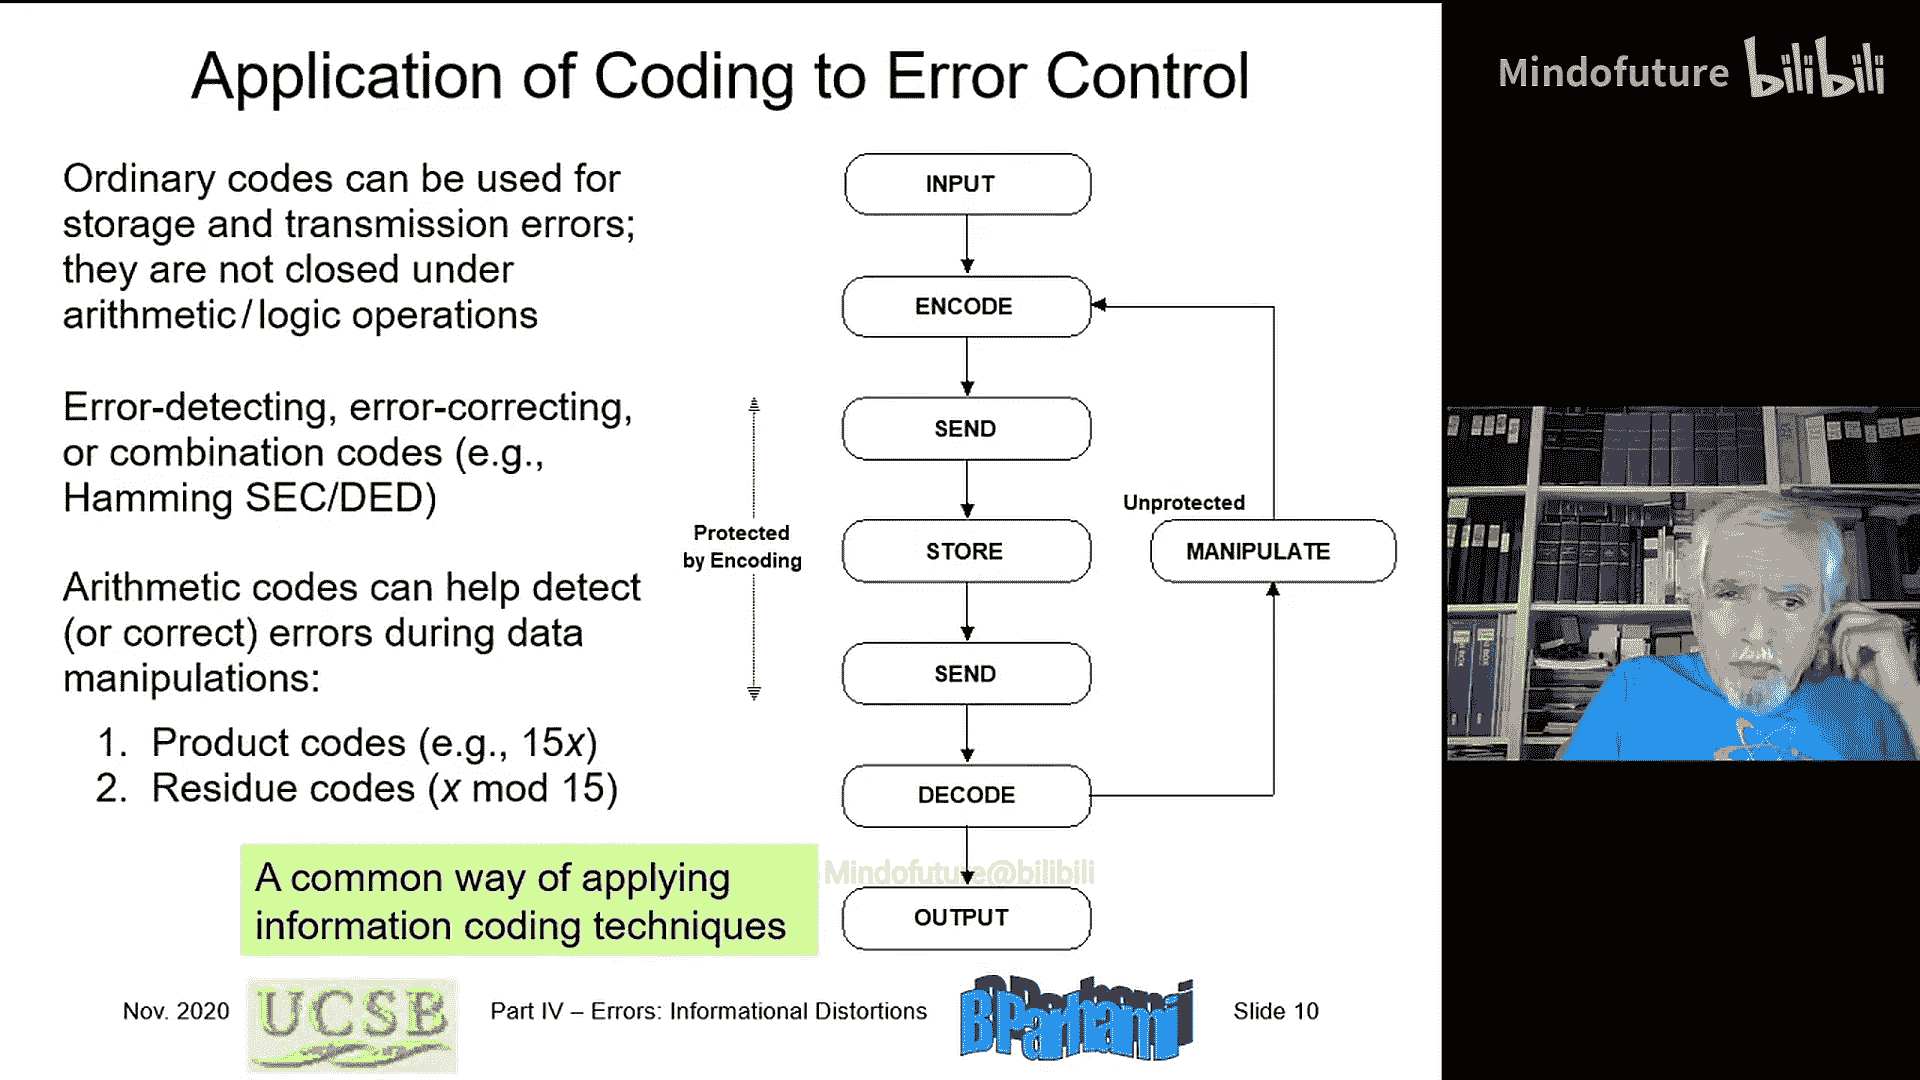 Application of Coding to Error Control
Mindofuture bilibili
Ordinary codes can be used for
storage and transmission errors;
they are not closed under
arithmetic/logic operations
Error-detecting, error-correcting,
or combination codes (e.g.,
Hamming SEC/DED)
Arithmetic codes can help detect
(or correct) errors during data
manipulations:
1. Product codes (e.g., 15x)
2. Residue codes (x mod 15)
A common way of applying
information coding techniques
INPUT
ENCODE
SEND
Protected
by Encoding
STORE
Unprotected
MANIPULATE
SEND
DECODE
Mindofuture@bilibili
OUTPUT
Nov. 2020
UCSB
Part IV – Errors: Informational Distortions
BParhami
Slide 10